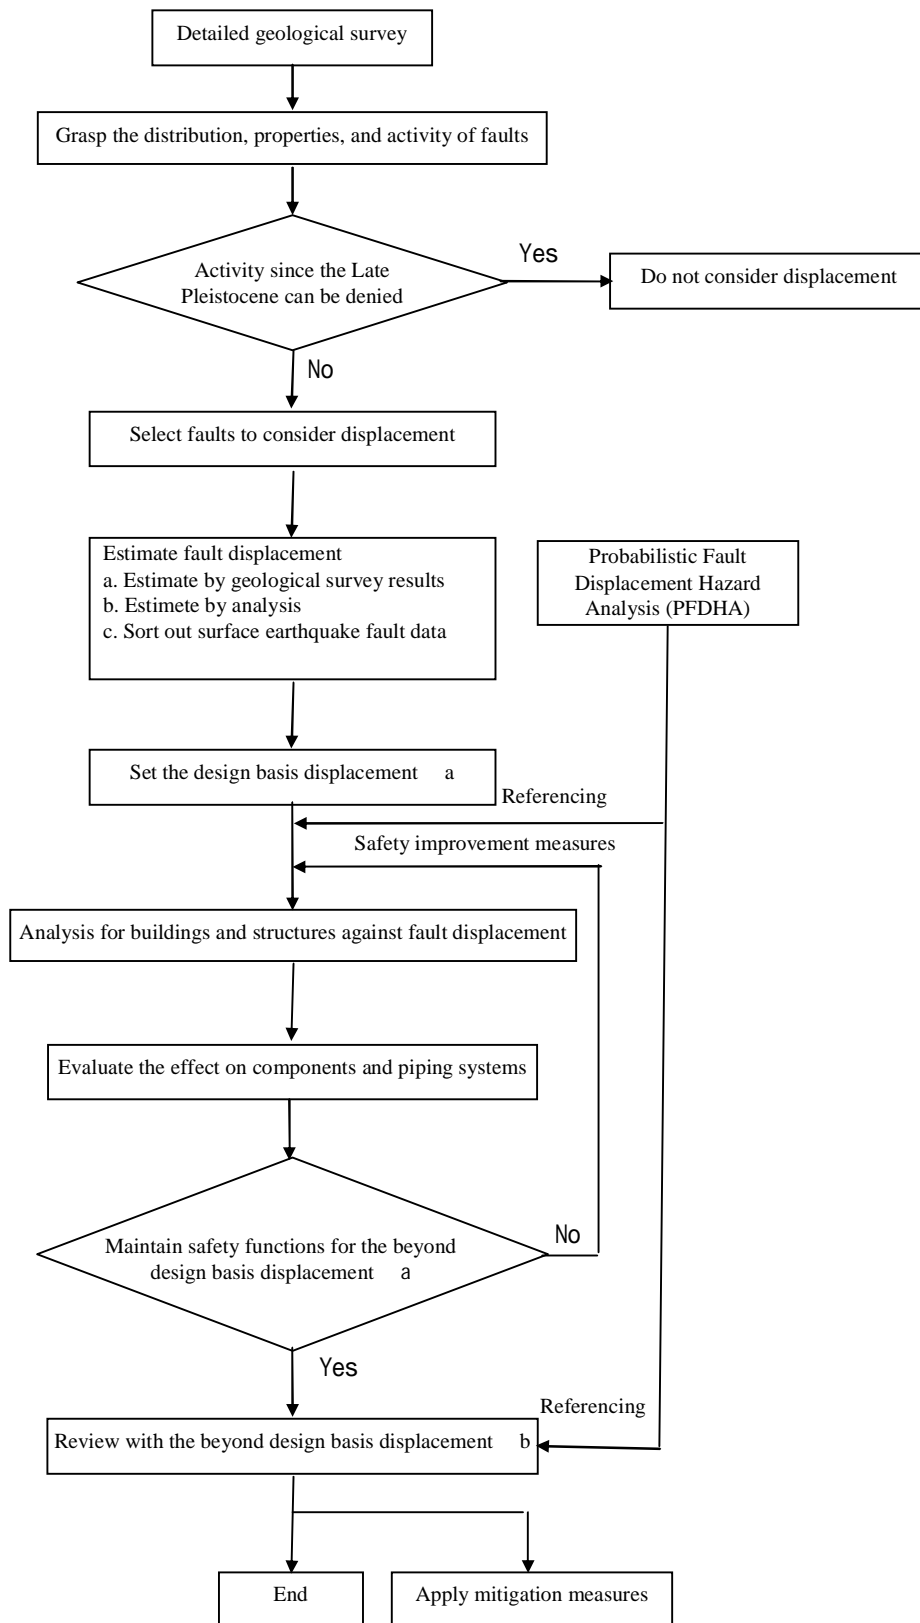 Detailed geological survey
Grasp the distribution, properties, and activity of faults
Activity since the Late
Pleistocene can be denied
Yes
Do not consider displacement
No
Select faults to consider displacement
Estimate fault displacement
a. Estimate by geological survey results
b. Estimete by analysis
c. Sort out surface earthquake fault data
Probabilistic Fault
Displacement Hazard
Analysis (PFDHA)
Set the design basis displacement a
Referencing
Safety improvement measures
Analysis for buildings and structures against fault displacement
Evaluate the effect on components and piping systems
Maintain safety functions for the beyond
design basis displacement a
No
Yes
Referencing
Review with the beyond design basis displacement b
End
Apply mitigation measures